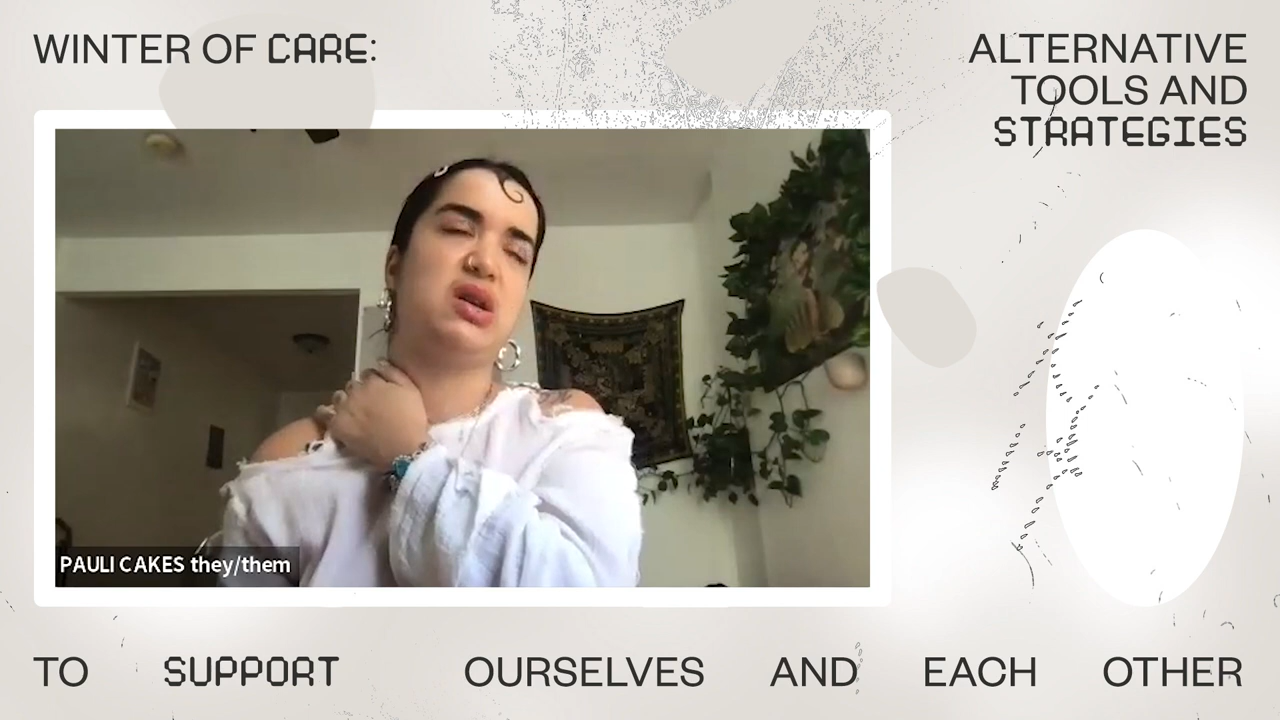 WINTER OF CARE:
ALTERNATIVE
TOOLS AND
STRATEGIES
PAULI CAKES they/them
TO SUPPORT OURSELVES AND EACH OTHER